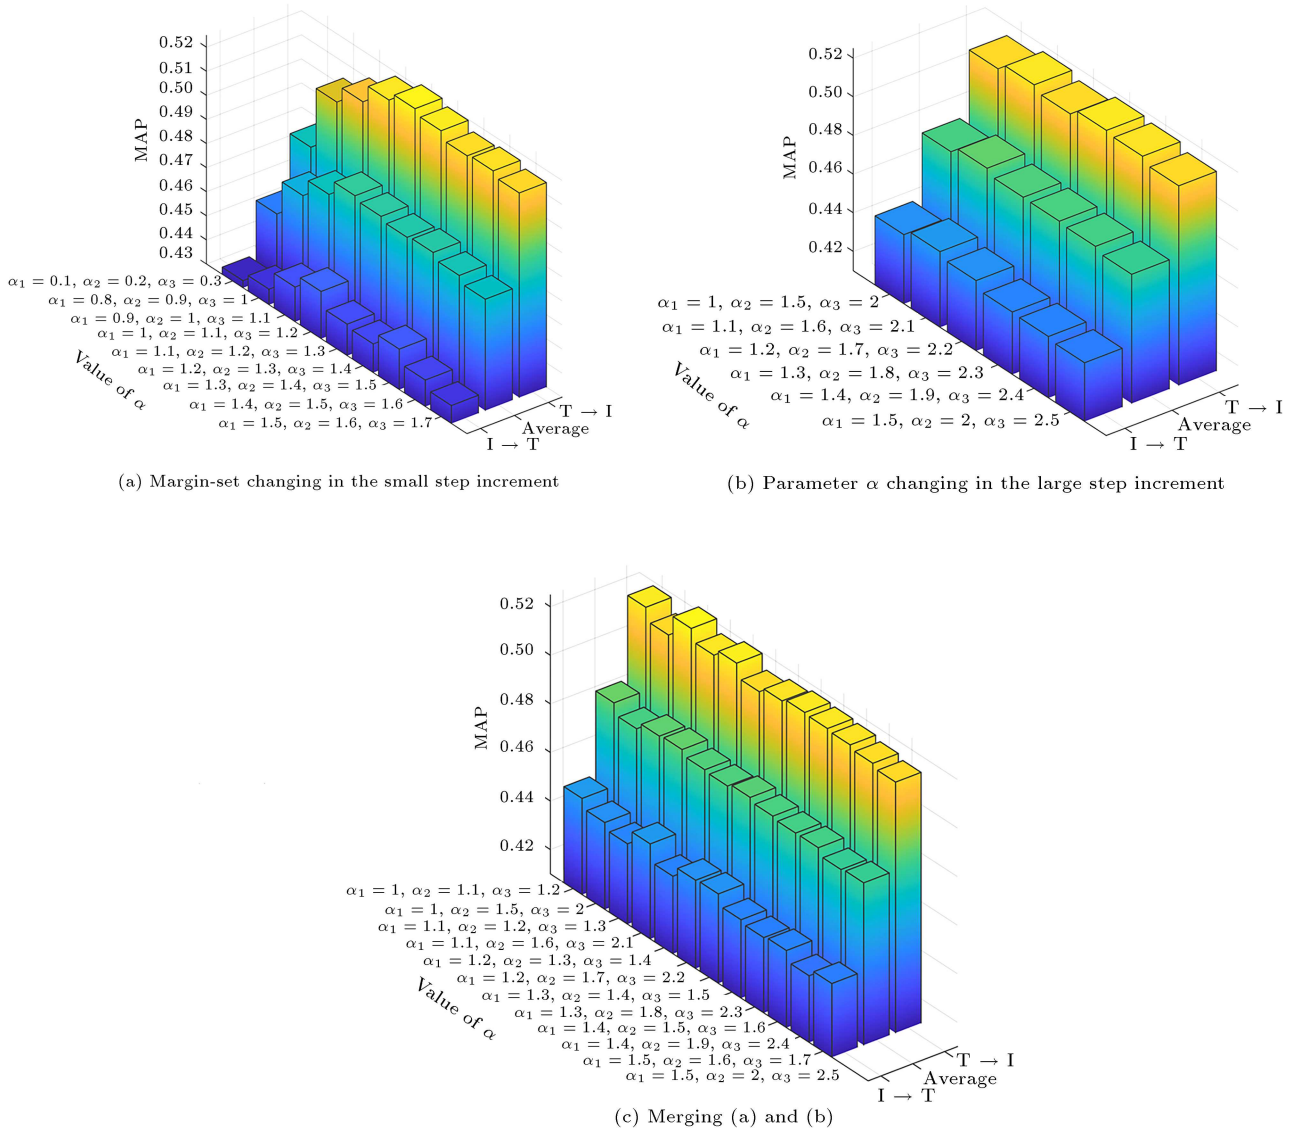 0.52
0.51
0.50
0.49
0.48
0.47
0.46
0.45
0.44
0.43
MAP
α1 = 0.1, α2 = 0.2, α3 = 0.3
α1 = 0.8, α2 = 0.9, α3 = 1
α1 = 0.9, α2 = 1, α3 = 1.1
α1 = 1, α2 = 1.1, α3 = 1.2
α1 = 1.1, α2 = 1.2, α3 = 1.3
α1 = 1.2, α2 = 1.3, α3 = 1.4
α1 = 1.3, α2 = 1.4, α3 = 1.5
α1 = 1.4, α2 = 1.5, α3 = 1.6
α1 = 1.5, α2 = 1.6, α3 = 1.7
Value of α
T → I
Average
I → T
(a) Margin-set changing in the small step increment
0.52
0.50
0.48
0.46
0.44
0.42
MAP
α1 = 1, α2 = 1.5, α3 = 2
α1 = 1.1, α2 = 1.6, α3 = 2.1
α1 = 1.2, α2 = 1.7, α3 = 2.2
α1 = 1.3, α2 = 1.8, α3 = 2.3
α1 = 1.4, α2 = 1.9, α3 = 2.4
α1 = 1.5, α2 = 2, α3 = 2.5
Value of α
T → I
Average
I → T
(b) Parameter α changing in the large step increment
0.52
0.50
0.48
0.46
0.44
0.42
MAP
α1 = 1, α2 = 1.1, α3 = 1.2
α1 = 1, α2 = 1.5, α3 = 2
α1 = 1.1, α2 = 1.2, α3 = 1.3
α1 = 1.1, α2 = 1.6, α3 = 2.1
α1 = 1.2, α2 = 1.3, α3 = 1.4
α1 = 1.2, α2 = 1.7, α3 = 2.2
α1 = 1.3, α2 = 1.4, α3 = 1.5
α1 = 1.3, α2 = 1.8, α3 = 2.3
α1 = 1.4, α2 = 1.5, α3 = 1.6
α1 = 1.4, α2 = 1.9, α3 = 2.4
α1 = 1.5, α2 = 1.6, α3 = 1.7
α1 = 1.5, α2 = 2, α3 = 2.5
Value of α
T → I
Average
I → T
(c) Merging (a) and (b)